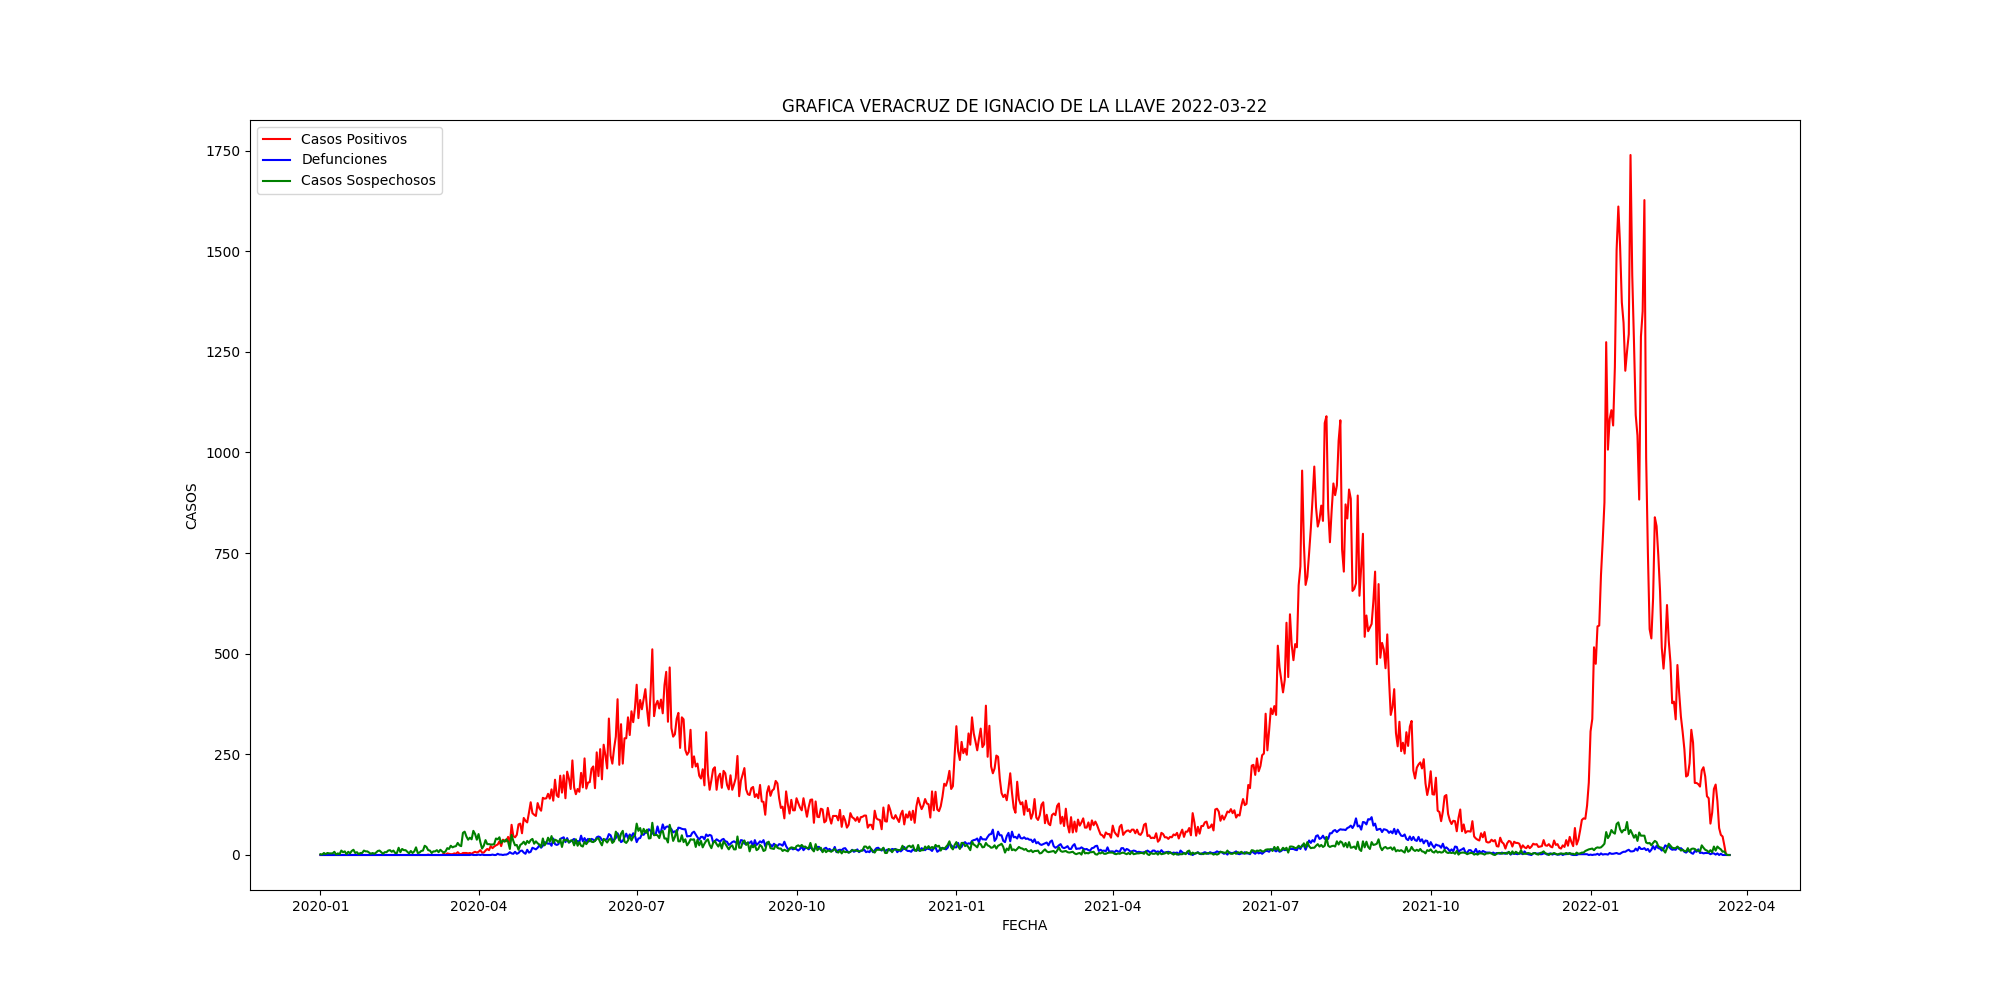 GRAFICA VERACRUZ DE IGNACIO DE LA LLAVE 2022-03-22
Casos Positivos
Defunciones
Casos Sospechosos
1750
1500
1250
1000
750
500
250
0
CASOS
2020-01 2020-04 2020-07 2020-10 2021-01 2021-04 2021-07 2021-10 2022-01 2022-04
FECHA